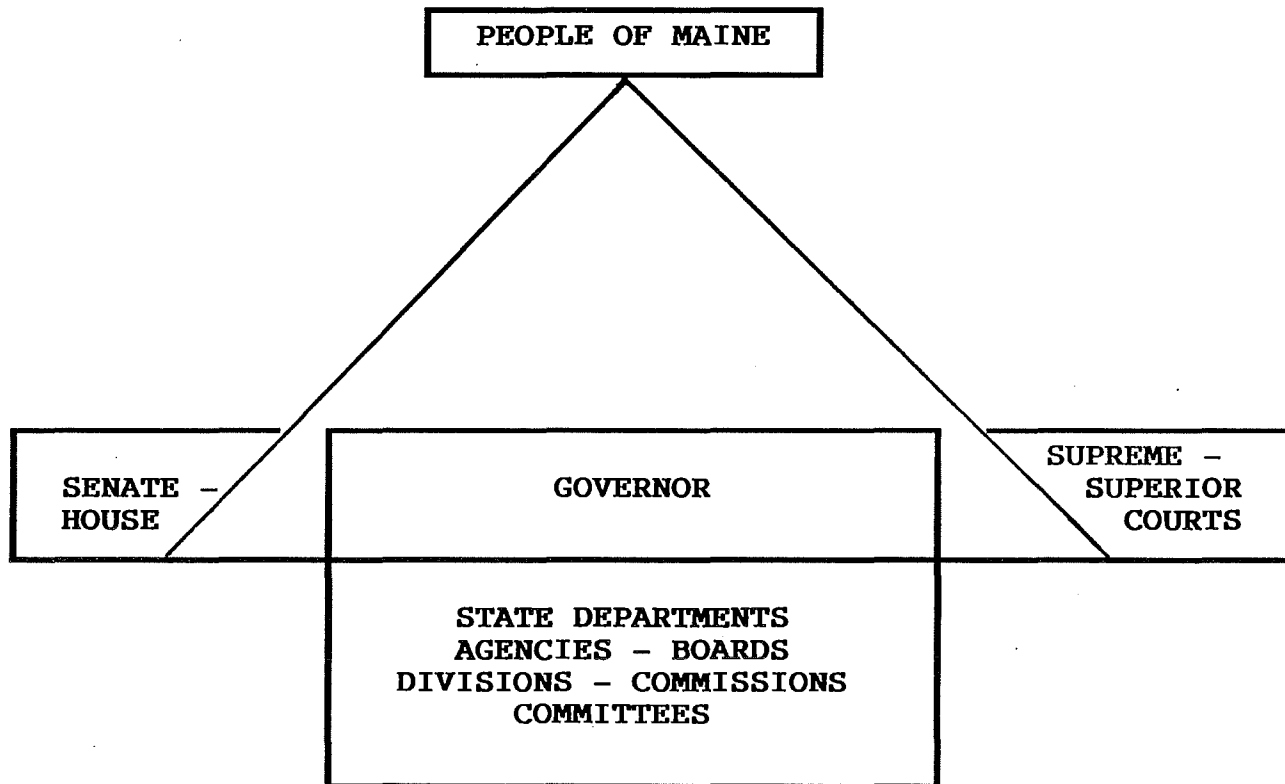 PEOPLE OF MAINE
SENATE –
HOUSE
GOVERNOR
SUPREME –
SUPERIOR
COURTS
STATE DEPARTMENTS
AGENCIES – BOARDS
DIVISIONS – COMMISSIONS
COMMITTEES